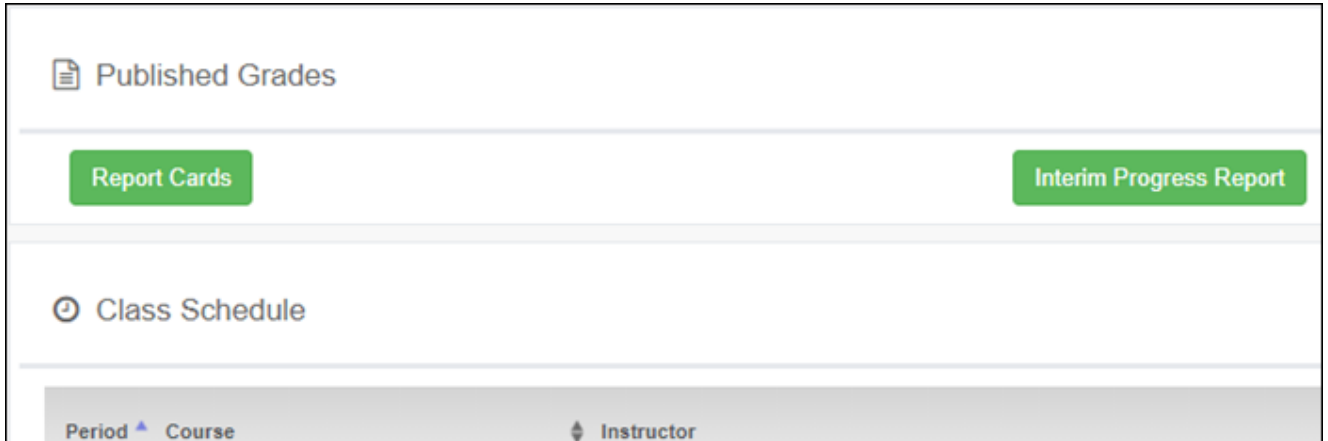 Published Grades
Report Cards Interim Progress Report
Class Schedule
Period Course Instructor